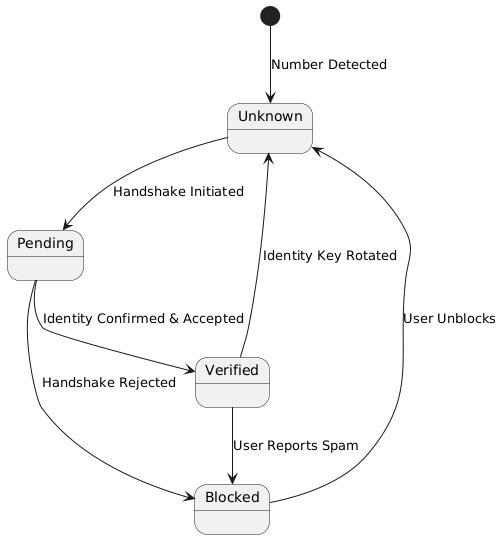 Number Detected
Unknown
Handshake Initiated
Pending
Identity Key Rotated
Identity Confirmed & Accepted
User Unblocks
Verified
Handshake Rejected
User Reports Spam
Blocked